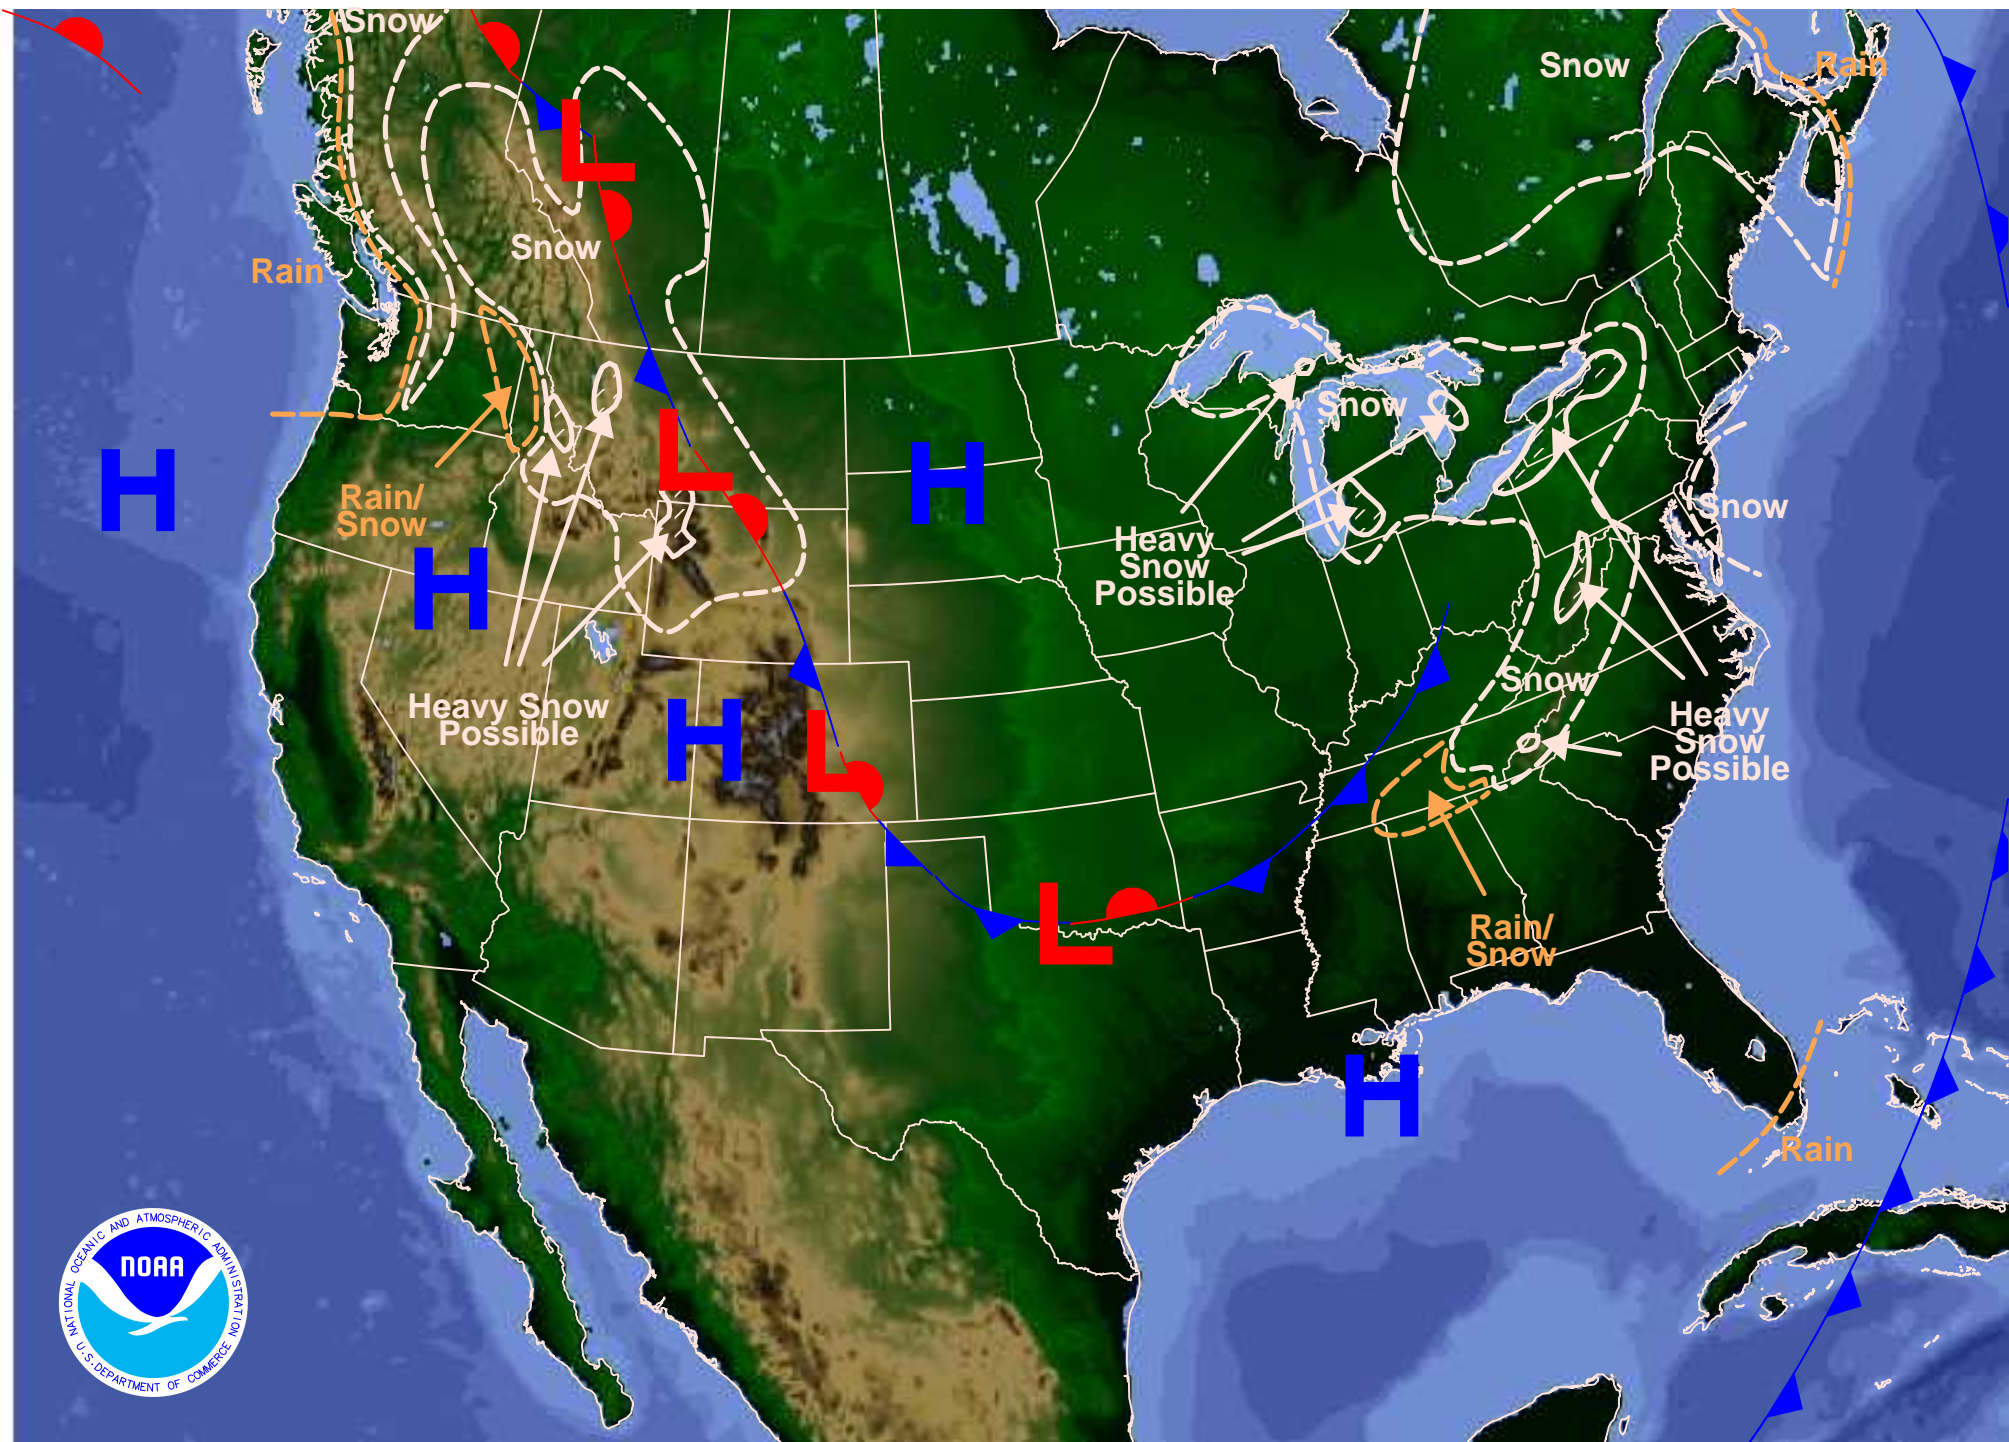 Snow
Snow
Rain
Snow
Rain
Snow
Rain/
Snow
H
H
H
Snow
Heavy
Snow
Possible
H
Heavy Snow
Possible
H
Snow
Heavy
Snow
Possible
Rain/
Snow
H
Rain
L
L
L
L
NATIONAL OCEANIC AND ATMOSPHERIC ADMINISTRATION
NOAA
U.S. DEPARTMENT OF COMMERCE